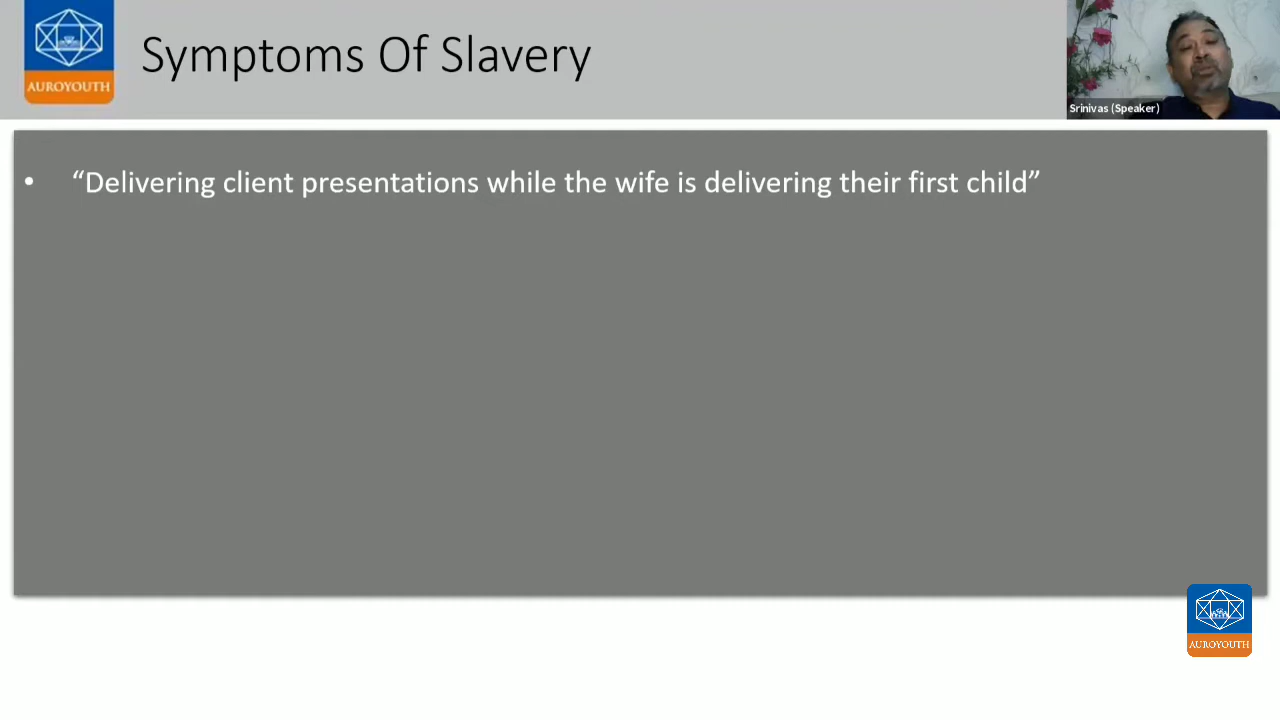 AUROYOUTH
Symptoms Of Slavery
Srinivas (Speaker)
• “Delivering client presentations while the wife is delivering their first child”
AUROYOUTH